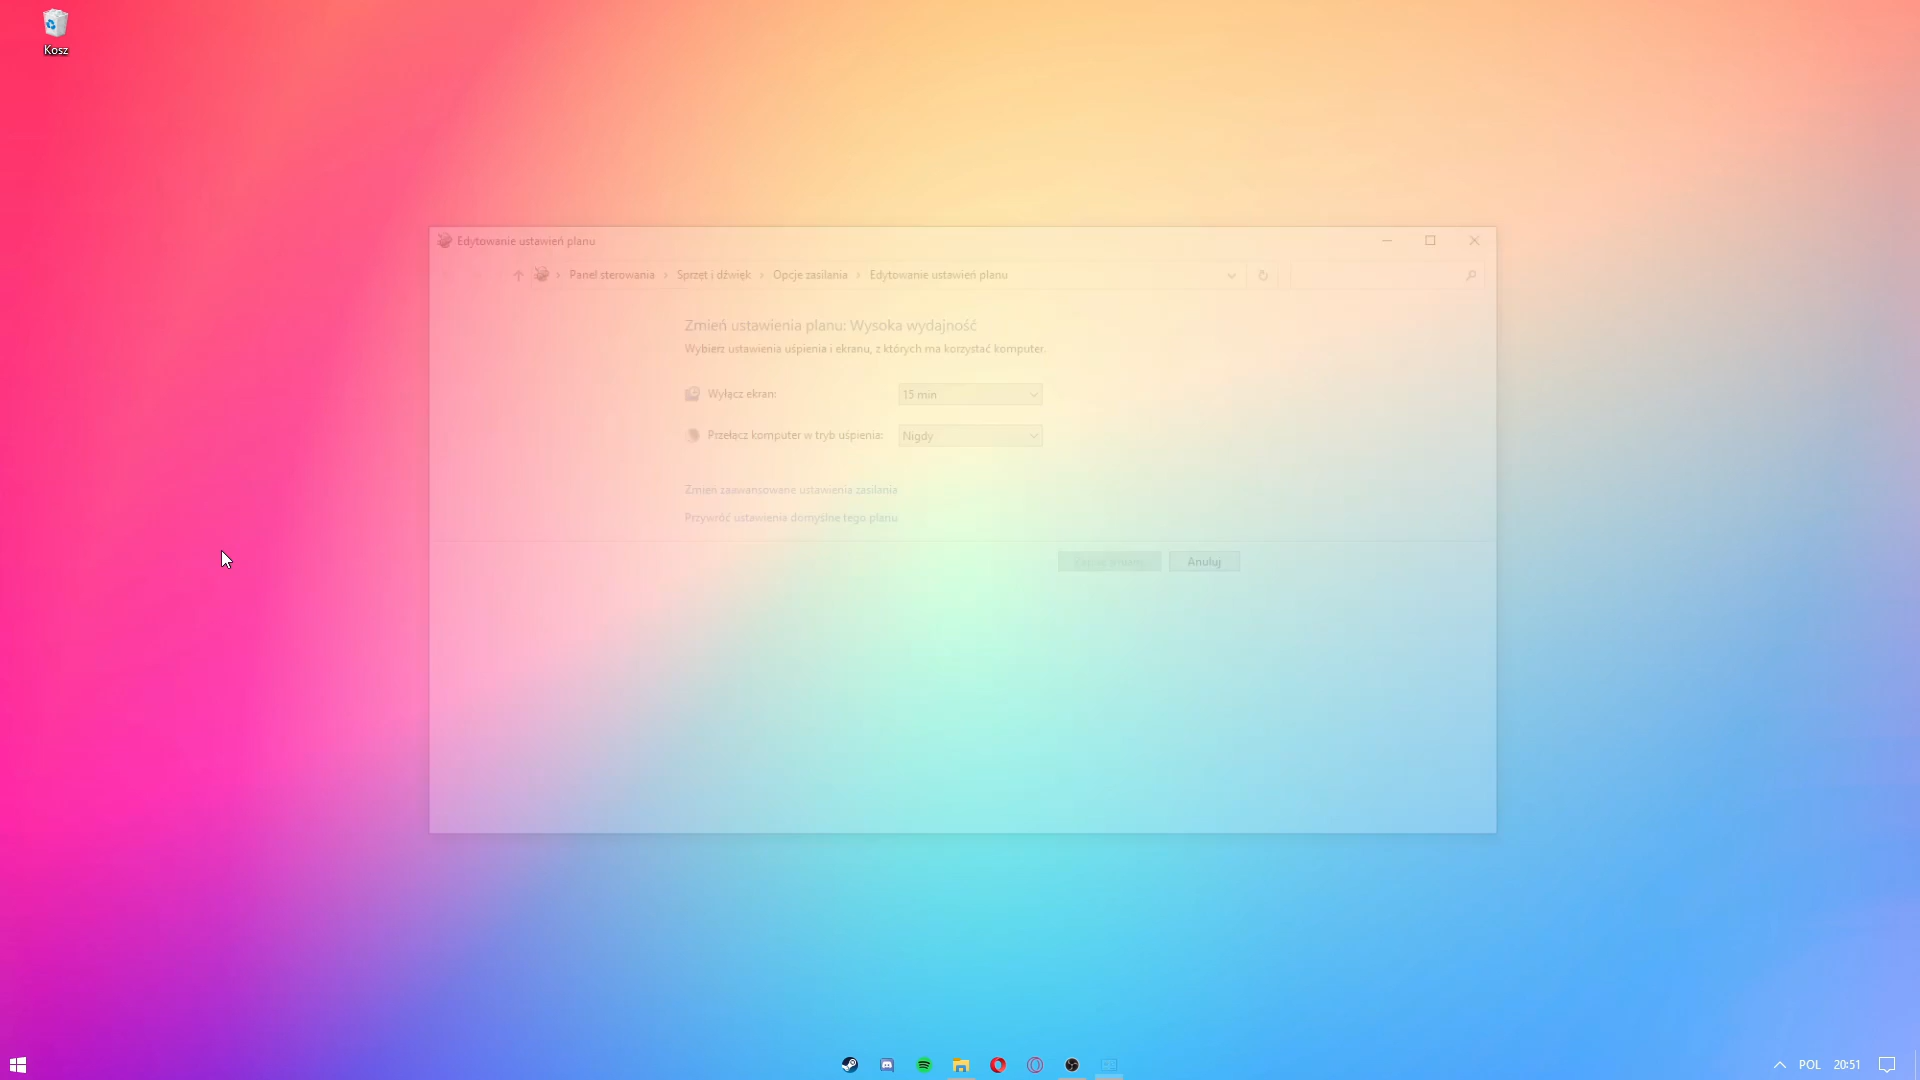 Kosz
Edytowanie ustawień planu
Panel sterowania > Sprzęt i dźwięk > Opcje zasilania > Edytowanie ustawień planu
Zmień ustawienia planu: Wysoka wydajność
Wybierz ustawienia uśpienia i ekranu, z których ma korzystać komputer.
Wyłącz ekran: 15 min
Przełącz komputer w tryb uśpienia: Nigdy
Zmień zaawansowane ustawienia zasilania
Przywróć ustawienia domyślne tego planu
Anuluj
POL 20:51